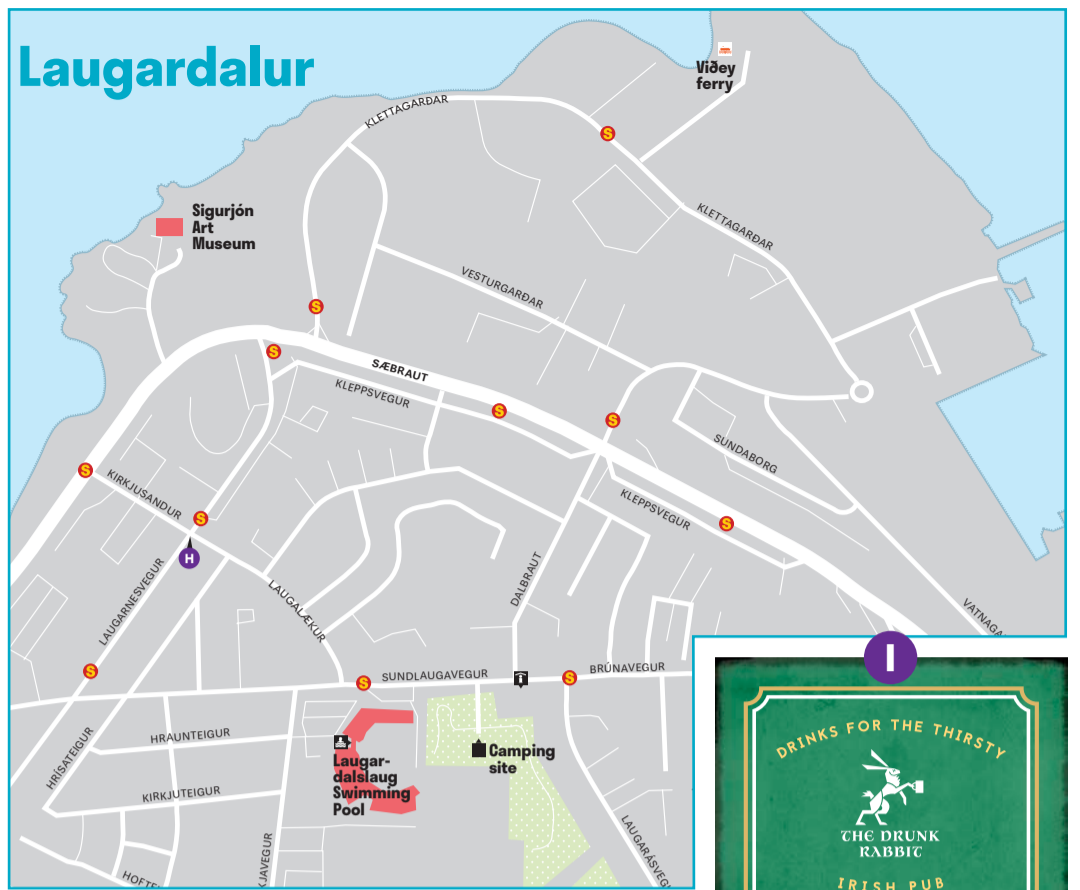 Laugardalur
Viðey
ferry
KLETTAGARÐAR
S
Sigurjón
Art
Museum
KLETTAGARÐAR
VESTURGARÐAR
S
S
SÆBRAUT
KLEPPSVEGUR
S
S
SUNDABORG
S
KIRKJUSANDUR
S
KLEPPSVEGUR
S
H
LAUGARNESVEGUR
LAUGALÆKUR
DALBRAUT
VATNAGA
S
SUNDLAUGAVEGUR
S
S
BRÚNAVEGUR
HRÍSATEIGUR
HRAUNTEIGUR
KIRKJUTEIGUR
Laugar-
dalslaug
Swimming
Pool
Camping
site
LAUGARÁSVEG
KJAVEGUR
HOFTE
I
DRINKS FOR THE THIRSTY
THE DRUNK
RABBIT
IRISH PUB